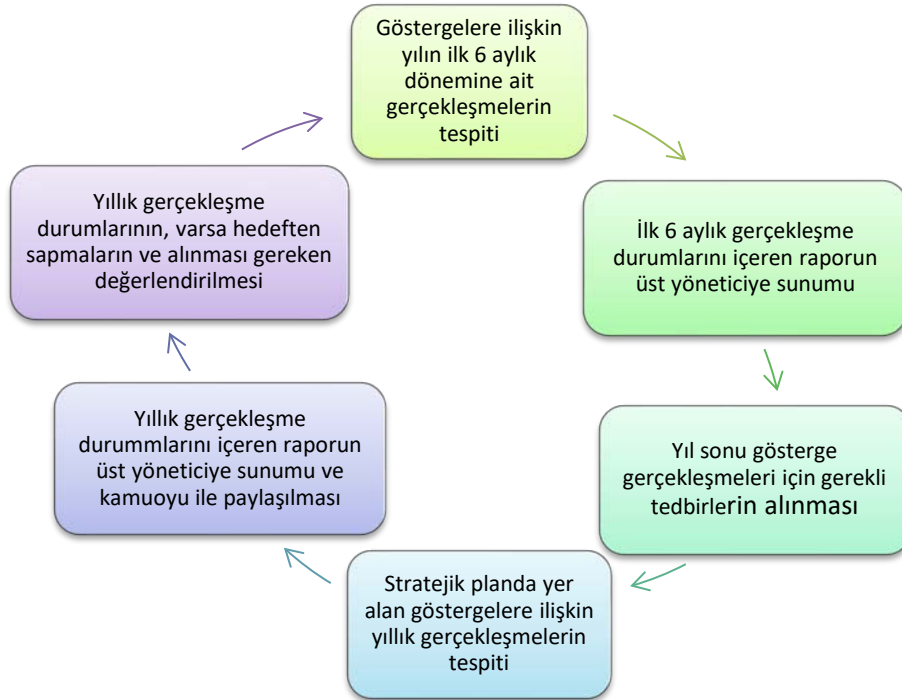 Göstergelere ilişkin
yılın ilk 6 aylık
dönemine ait
gerçekleşmelerin
tespiti
İlk 6 aylık gerçekleşme
durumlarını içeren raporun
üst yöneticiye sunumu
Yıl sonu gösterge
gerçekleşmeleri için gerekli
tedbirlerin alınması
Stratejik planda yer
alan göstergelere ilişkin
yıllık gerçekleşmelerin
tespiti
Yıllık gerçekleşme
durummlarını içeren raporun
üst yöneticiye sunumu ve
kamuoyu ile paylaşılması
Yıllık gerçekleşme
durumlarının, varsa hedeften
sapmaların ve alınması gereken
değerlendirilmesi